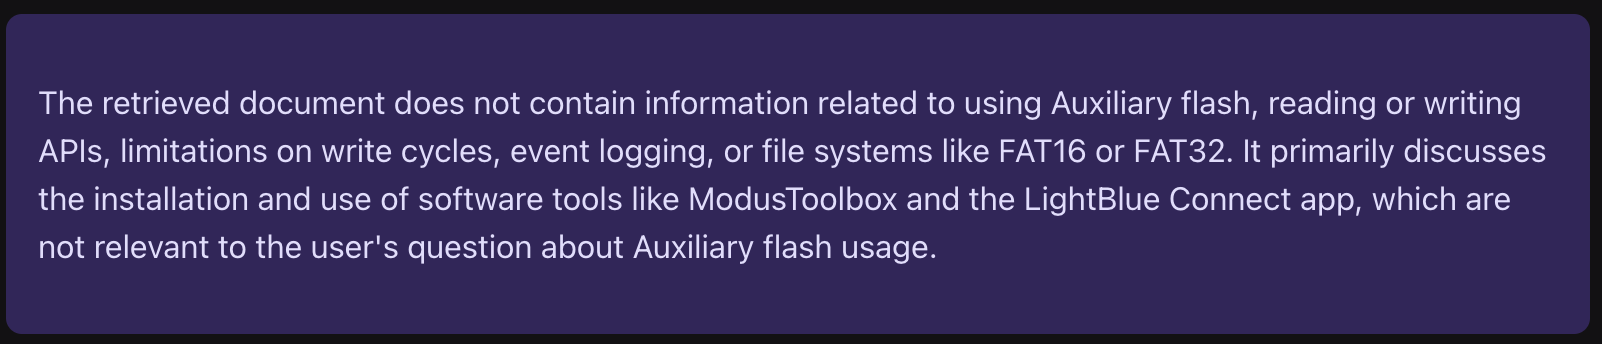 The retrieved document does not contain information related to using Auxiliary flash, reading or writing
APIs, limitations on write cycles, event logging, or file systems like FAT16 or FAT32. It primarily discusses
the installation and use of software tools like ModusToolbox and the LightBlue Connect app, which are
not relevant to the user's question about Auxiliary flash usage.